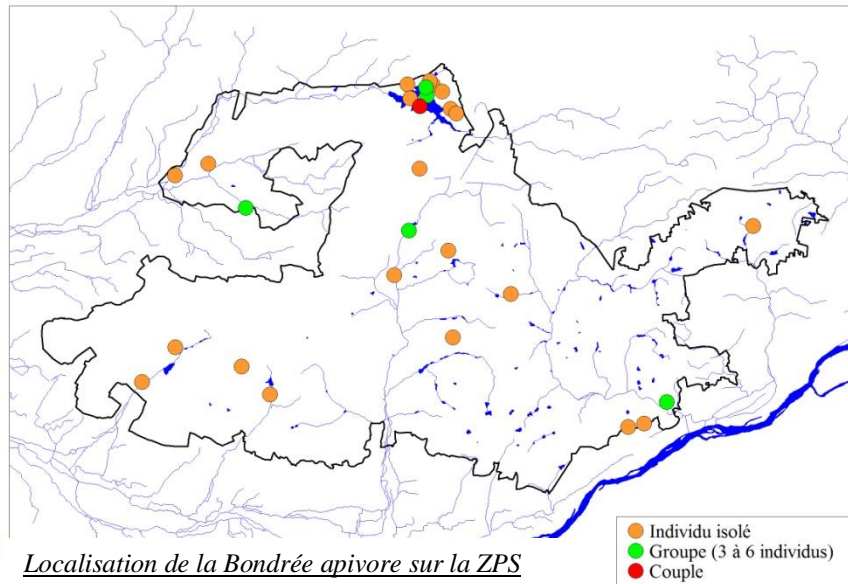 Individu isolé
Groupe (3 à 6 individus)
Couple
Localisation de la Bondrée apivore sur la ZPS